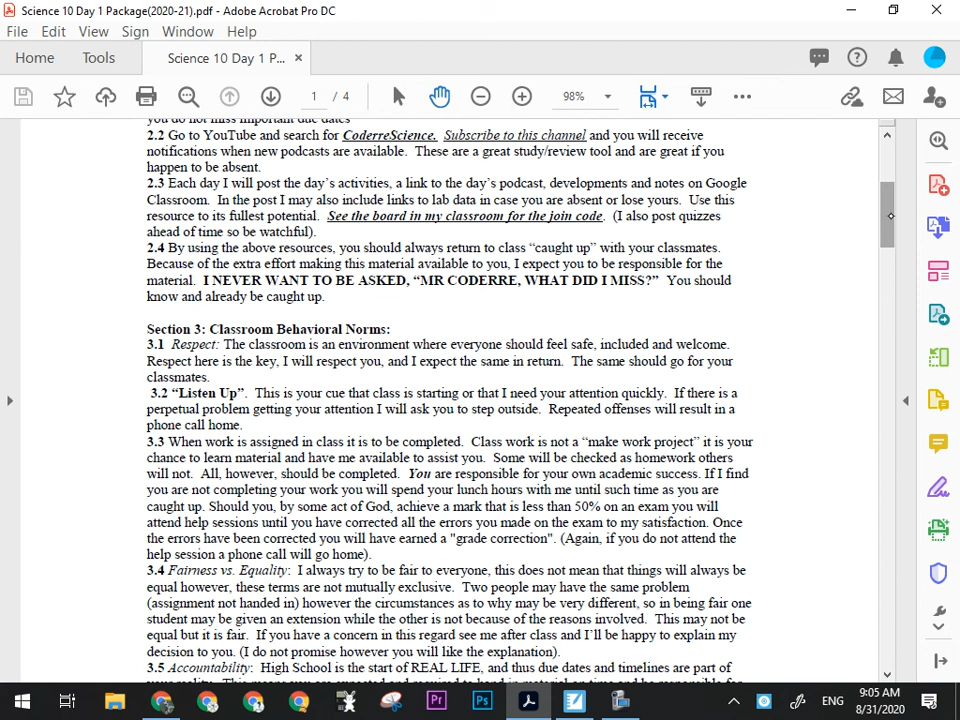 Science 10 Day 1 Package(2020-21).pdf - Adobe Acrobat Pro DC
File Edit View Sign Window Help
Home Tools Science 10 Day 1 P... ×
1 / 4 98%
you do not miss important due dates
2.2 Go to YouTube and search for CoderreScience. Subscribe to this channel and you will receive
notifications when new podcasts are available. These are a great study/review tool and are great if you
happen to be absent.
2.3 Each day I will post the day's activities, a link to the day's podcast, developments and notes on Google
Classroom. In the post I may also include links to lab data in case you are absent or lose yours. Use this
resource to its fullest potential. See the board in my classroom for the join code. (I also post quizzes
ahead of time so be watchful).
2.4 By using the above resources, you should always return to class “caught up” with your classmates.
Because of the extra effort making this material available to you, I expect you to be responsible for the
material. I NEVER WANT TO BE ASKED, “MR CODERRE, WHAT DID I MISS?” You should
know and already be caught up.
Section 3: Classroom Behavioral Norms:
3.1 Respect: The classroom is an environment where everyone should feel safe, included and welcome.
Respect here is the key, I will respect you, and I expect the same in return. The same should go for your
classmates.
3.2 “Listen Up”. This is your cue that class is starting or that I need your attention quickly. If there is a
perpetual problem getting your attention I will ask you to step outside. Repeated offenses will result in a
phone call home.
3.3 When work is assigned in class it is to be completed. Class work is not a “make work project” it is your
chance to learn material and have me available to assist you. Some will be checked as homework others
will not. All, however, should be completed. You are responsible for your own academic success. If I find
you are not completing your work you will spend your lunch hours with me until such time as you are
caught up. Should you, by some act of God, achieve a mark that is less than 50% on an exam you will
attend help sessions until you have corrected all the errors you made on the exam to my satisfaction. Once
the errors have been corrected you will have earned a "grade correction". (Again, if you do not attend the
help session a phone call will go home).
3.4 Fairness vs. Equality: I always try to be fair to everyone, this does not mean that things will always be
equal however, these terms are not mutually exclusive. Two people may have the same problem
(assignment not handed in) however the circumstances as to why may be very different, so in being fair one
student may be given an extension while the other is not because of the reasons involved. This may not be
equal but it is fair. If you have a concern in this regard see me after class and I’ll be happy to explain my
decision to you. (I do not promise however you will like the explanation).
3.5 Accountability: High School is the start of REAL LIFE, and thus due dates and timelines are part of
Pr Ps ENG 9:05 AM
8/31/2020